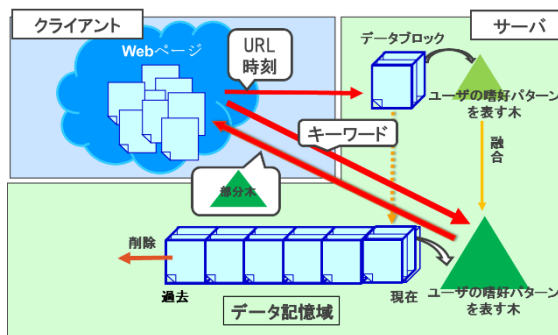 クライアント
サーバ
Webページ
URL
時刻
データブロック
ユーザの嗜好パターン
を表す木
キーワード
融合
部分木
削除
過去
現在
ユーザの嗜好パターン
を表す木
データ記憶域